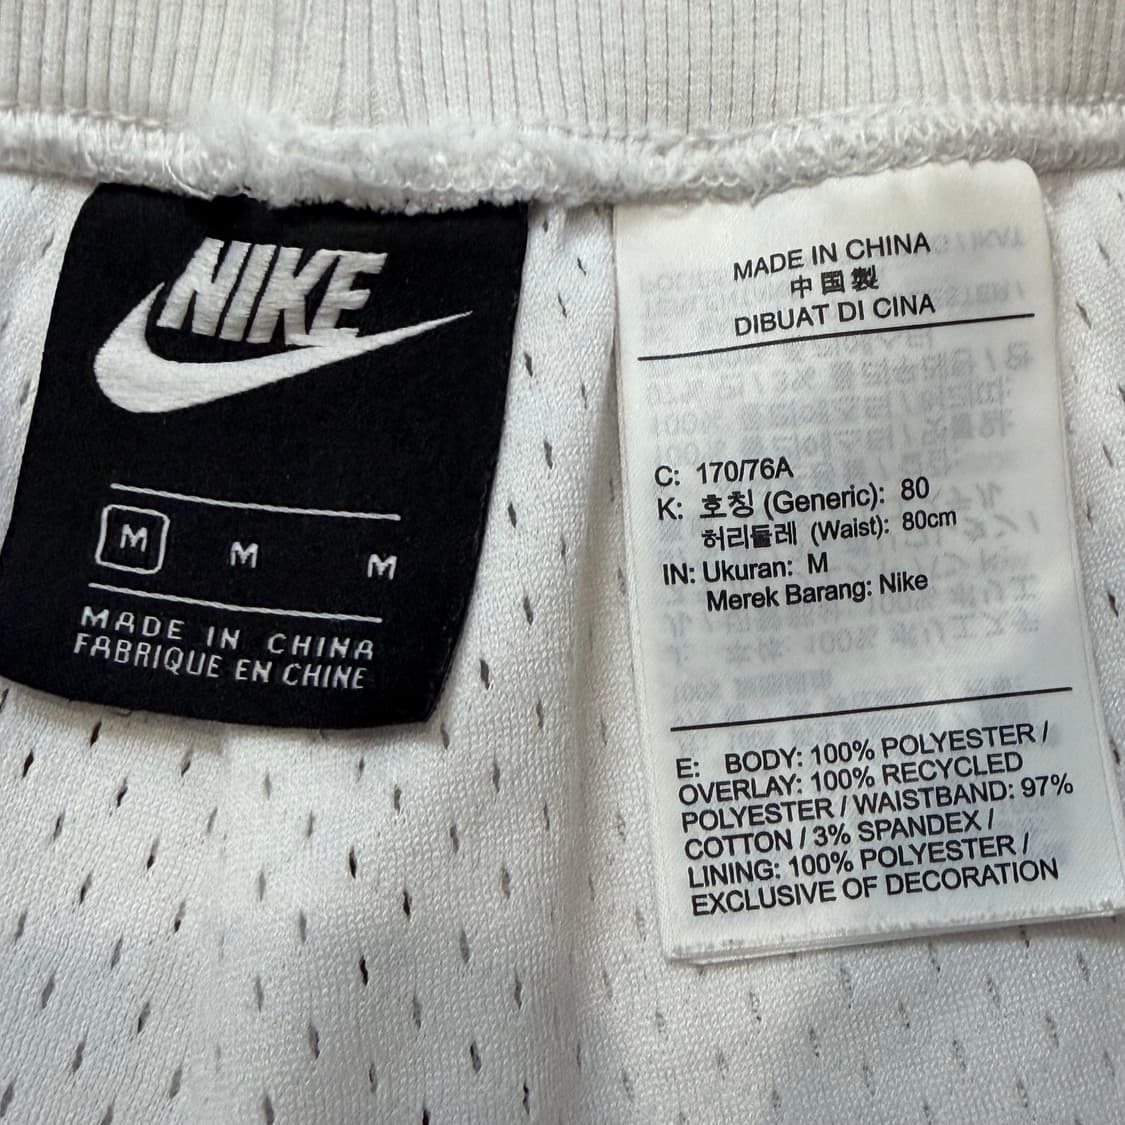 NIKE
M M M
MADE IN CHINA
FABRIQUE EN CHINE
MADE IN CHINA
中国製
DIBUAT DI CINA
C: 170/76A
K: 호칭 (Generic): 80
허리둘레 (Waist): 80cm
IN: Ukuran: M
Merek Barang: Nike
E: BODY: 100% POLYESTER /
OVERLAY: 100% RECYCLED
POLYESTER / WAISTBAND: 97%
COTTON / 3% SPANDEX /
LINING: 100% POLYESTER /
EXCLUSIVE OF DECORATION